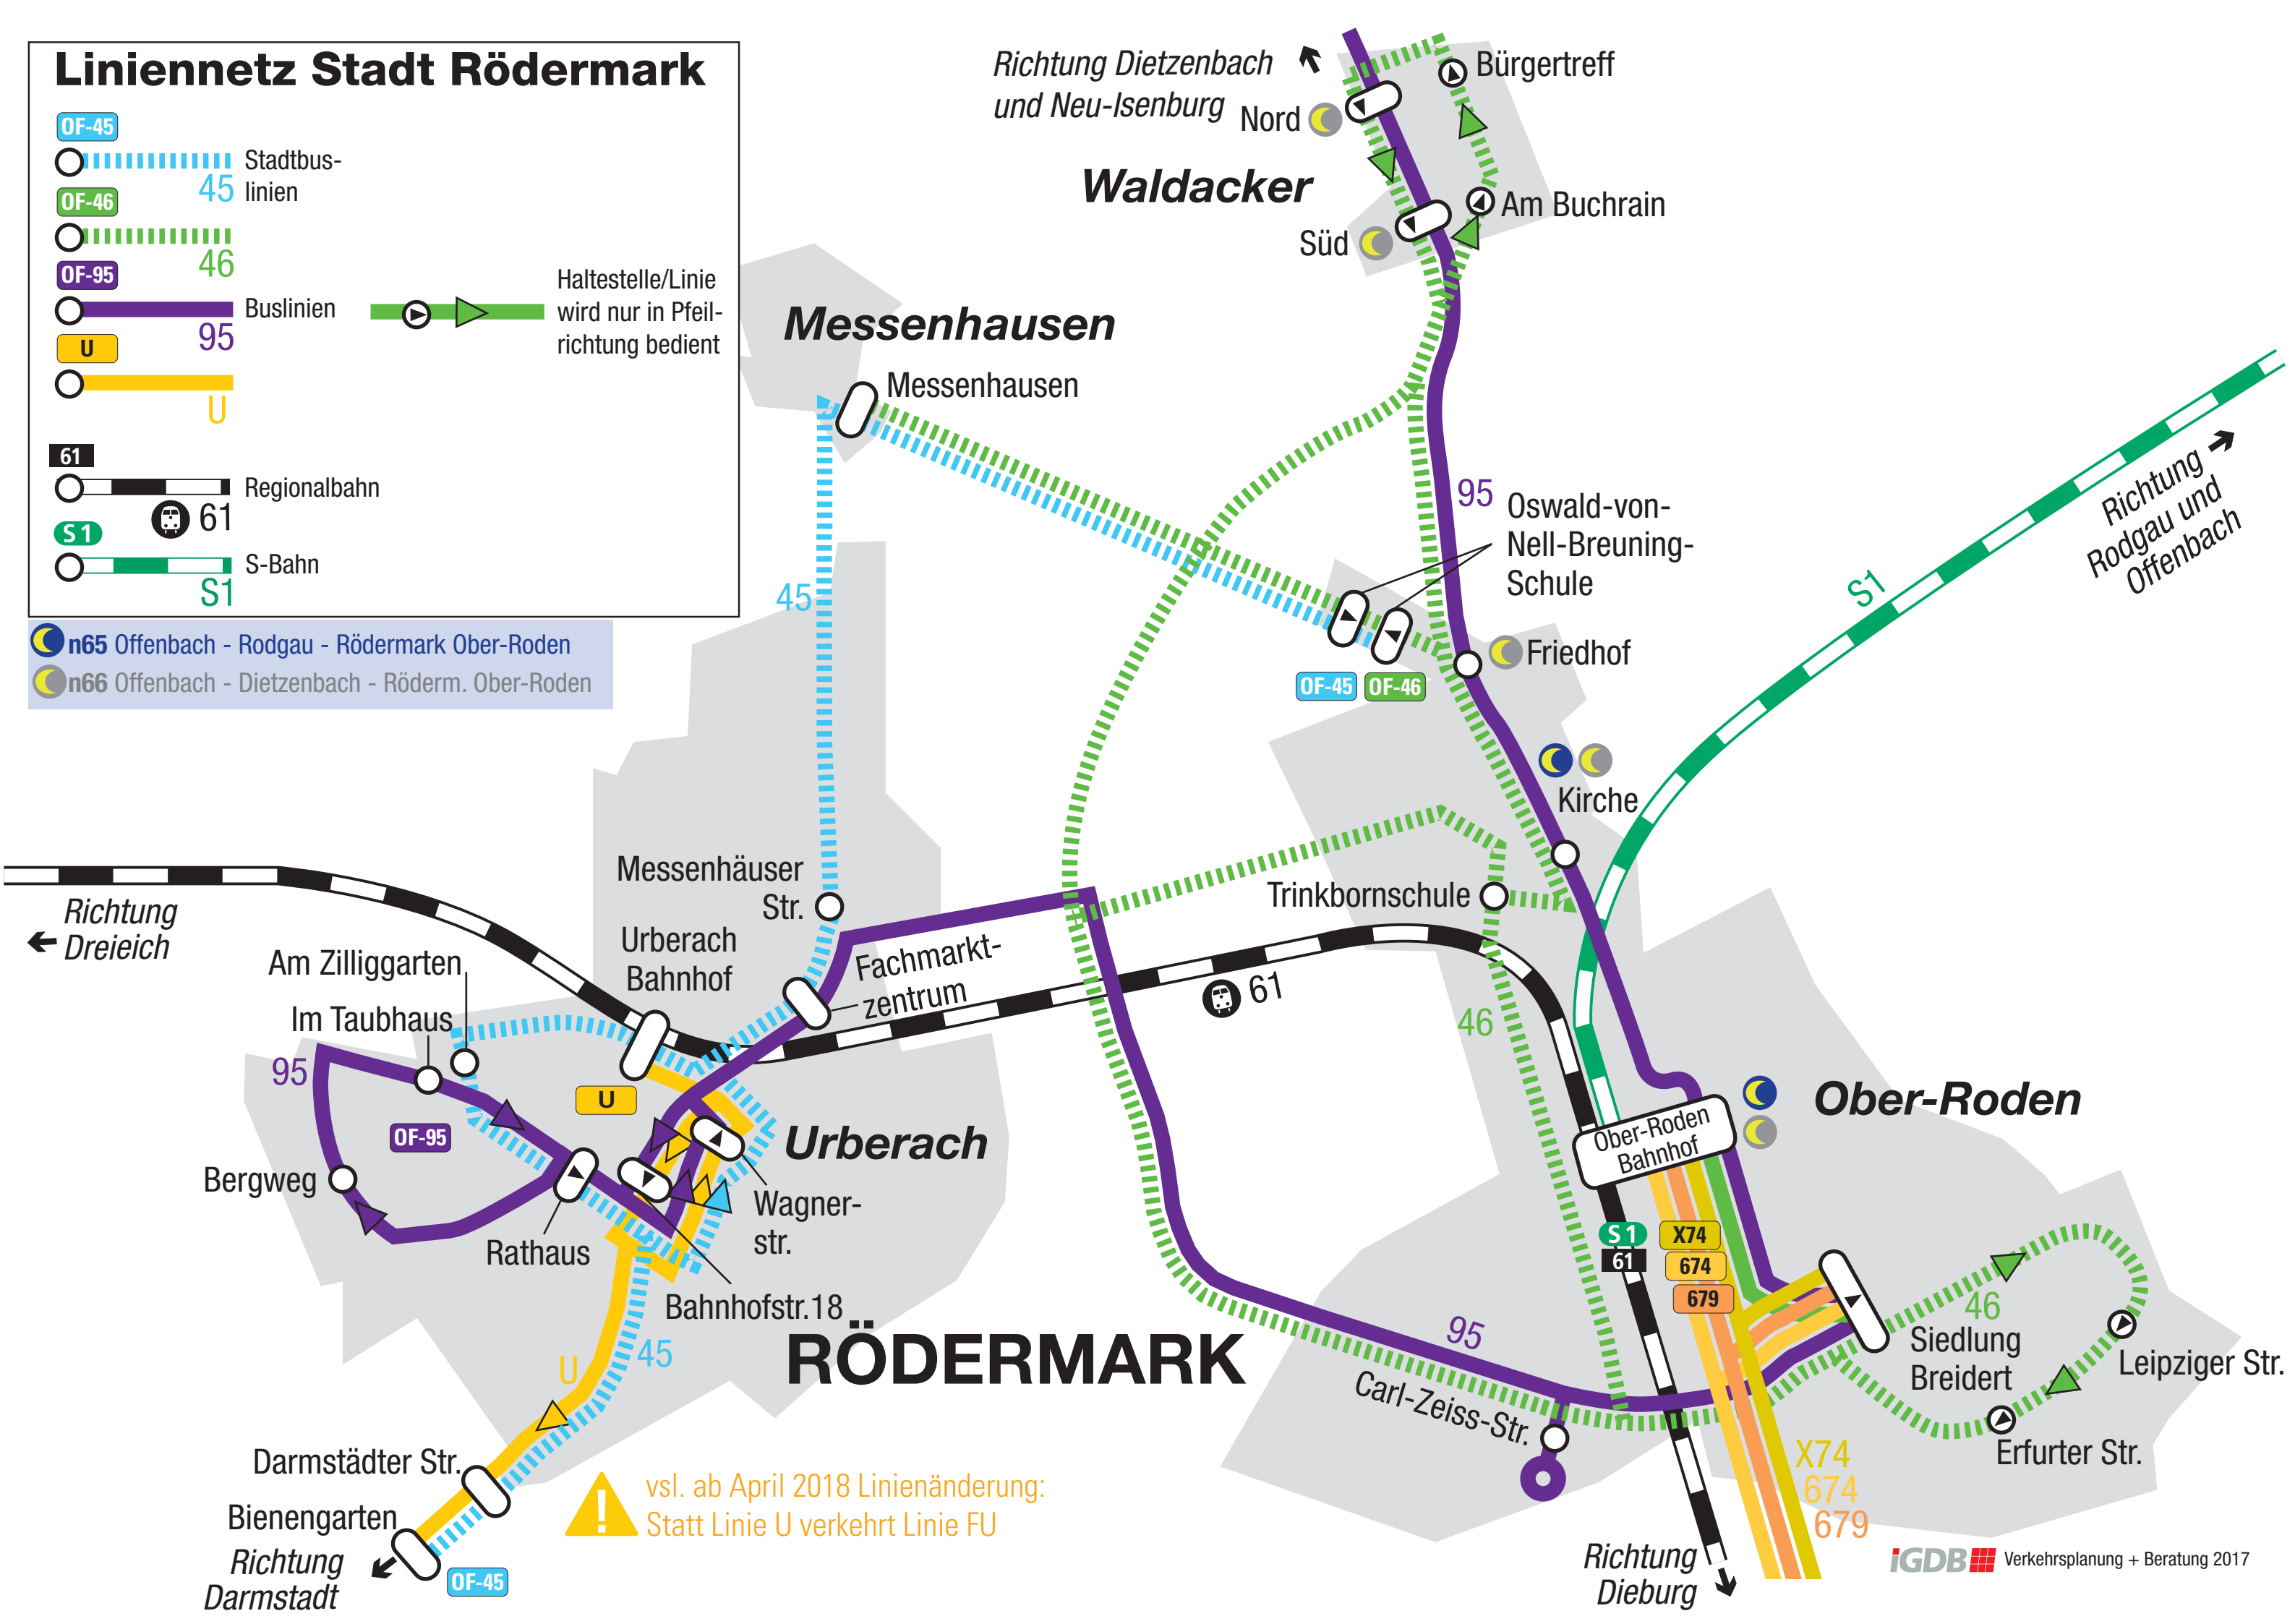 Liniennetz Stadt Rödermark
OF-45
Stadtbus-
linien
45
OF-46
46
OF-95
Buslinien
95
U
U
Haltestelle/Linie
wird nur in Pfeil-
richtung bedient
61
Regionalbahn
61
S1
S-Bahn
S1
n65 Offenbach - Rodgau - Rödermark Ober-Roden
n66 Offenbach - Dietzenbach - Röderm. Ober-Roden
Richtung Dietzenbach
und Neu-Isenburg
Nord
Bürgertreff
Waldacker
Am Buchrain
Süd
Messenhausen
Messenhausen
95
Oswald-von-
Nell-Breuning-
Schule
Richtung
Rodgau und
Offenbach
S1
45
Friedhof
OF-45
OF-46
Kirche
Messenhäuser
Str.
Trinkbornschule
Richtung
Dreieich
Urberach
Bahnhof
Fachmarkt-
zentrum
Am Zilliggarten
Im Taubhaus
61
46
95
U
OF-95
Ober-Roden
Bahnhof
Ober-Roden
Urberach
Bergweg
Wagner-
str.
Rathaus
S1
61
X74
674
679
Bahnhofstr.18
46
Siedlung
Breidert
Leipziger Str.
RÖDERMARK
95
U
45
Carl-Zeiss-Str.
Erfurter Str.
Darmstädter Str.
Bienengarten
X74
674
679
vsl. ab April 2018 Linienänderung:
Statt Linie U verkehrt Linie FU
Richtung
Darmstadt
OF-45
Richtung
Dieburg
iGDB Verkehrsplanung + Beratung 2017